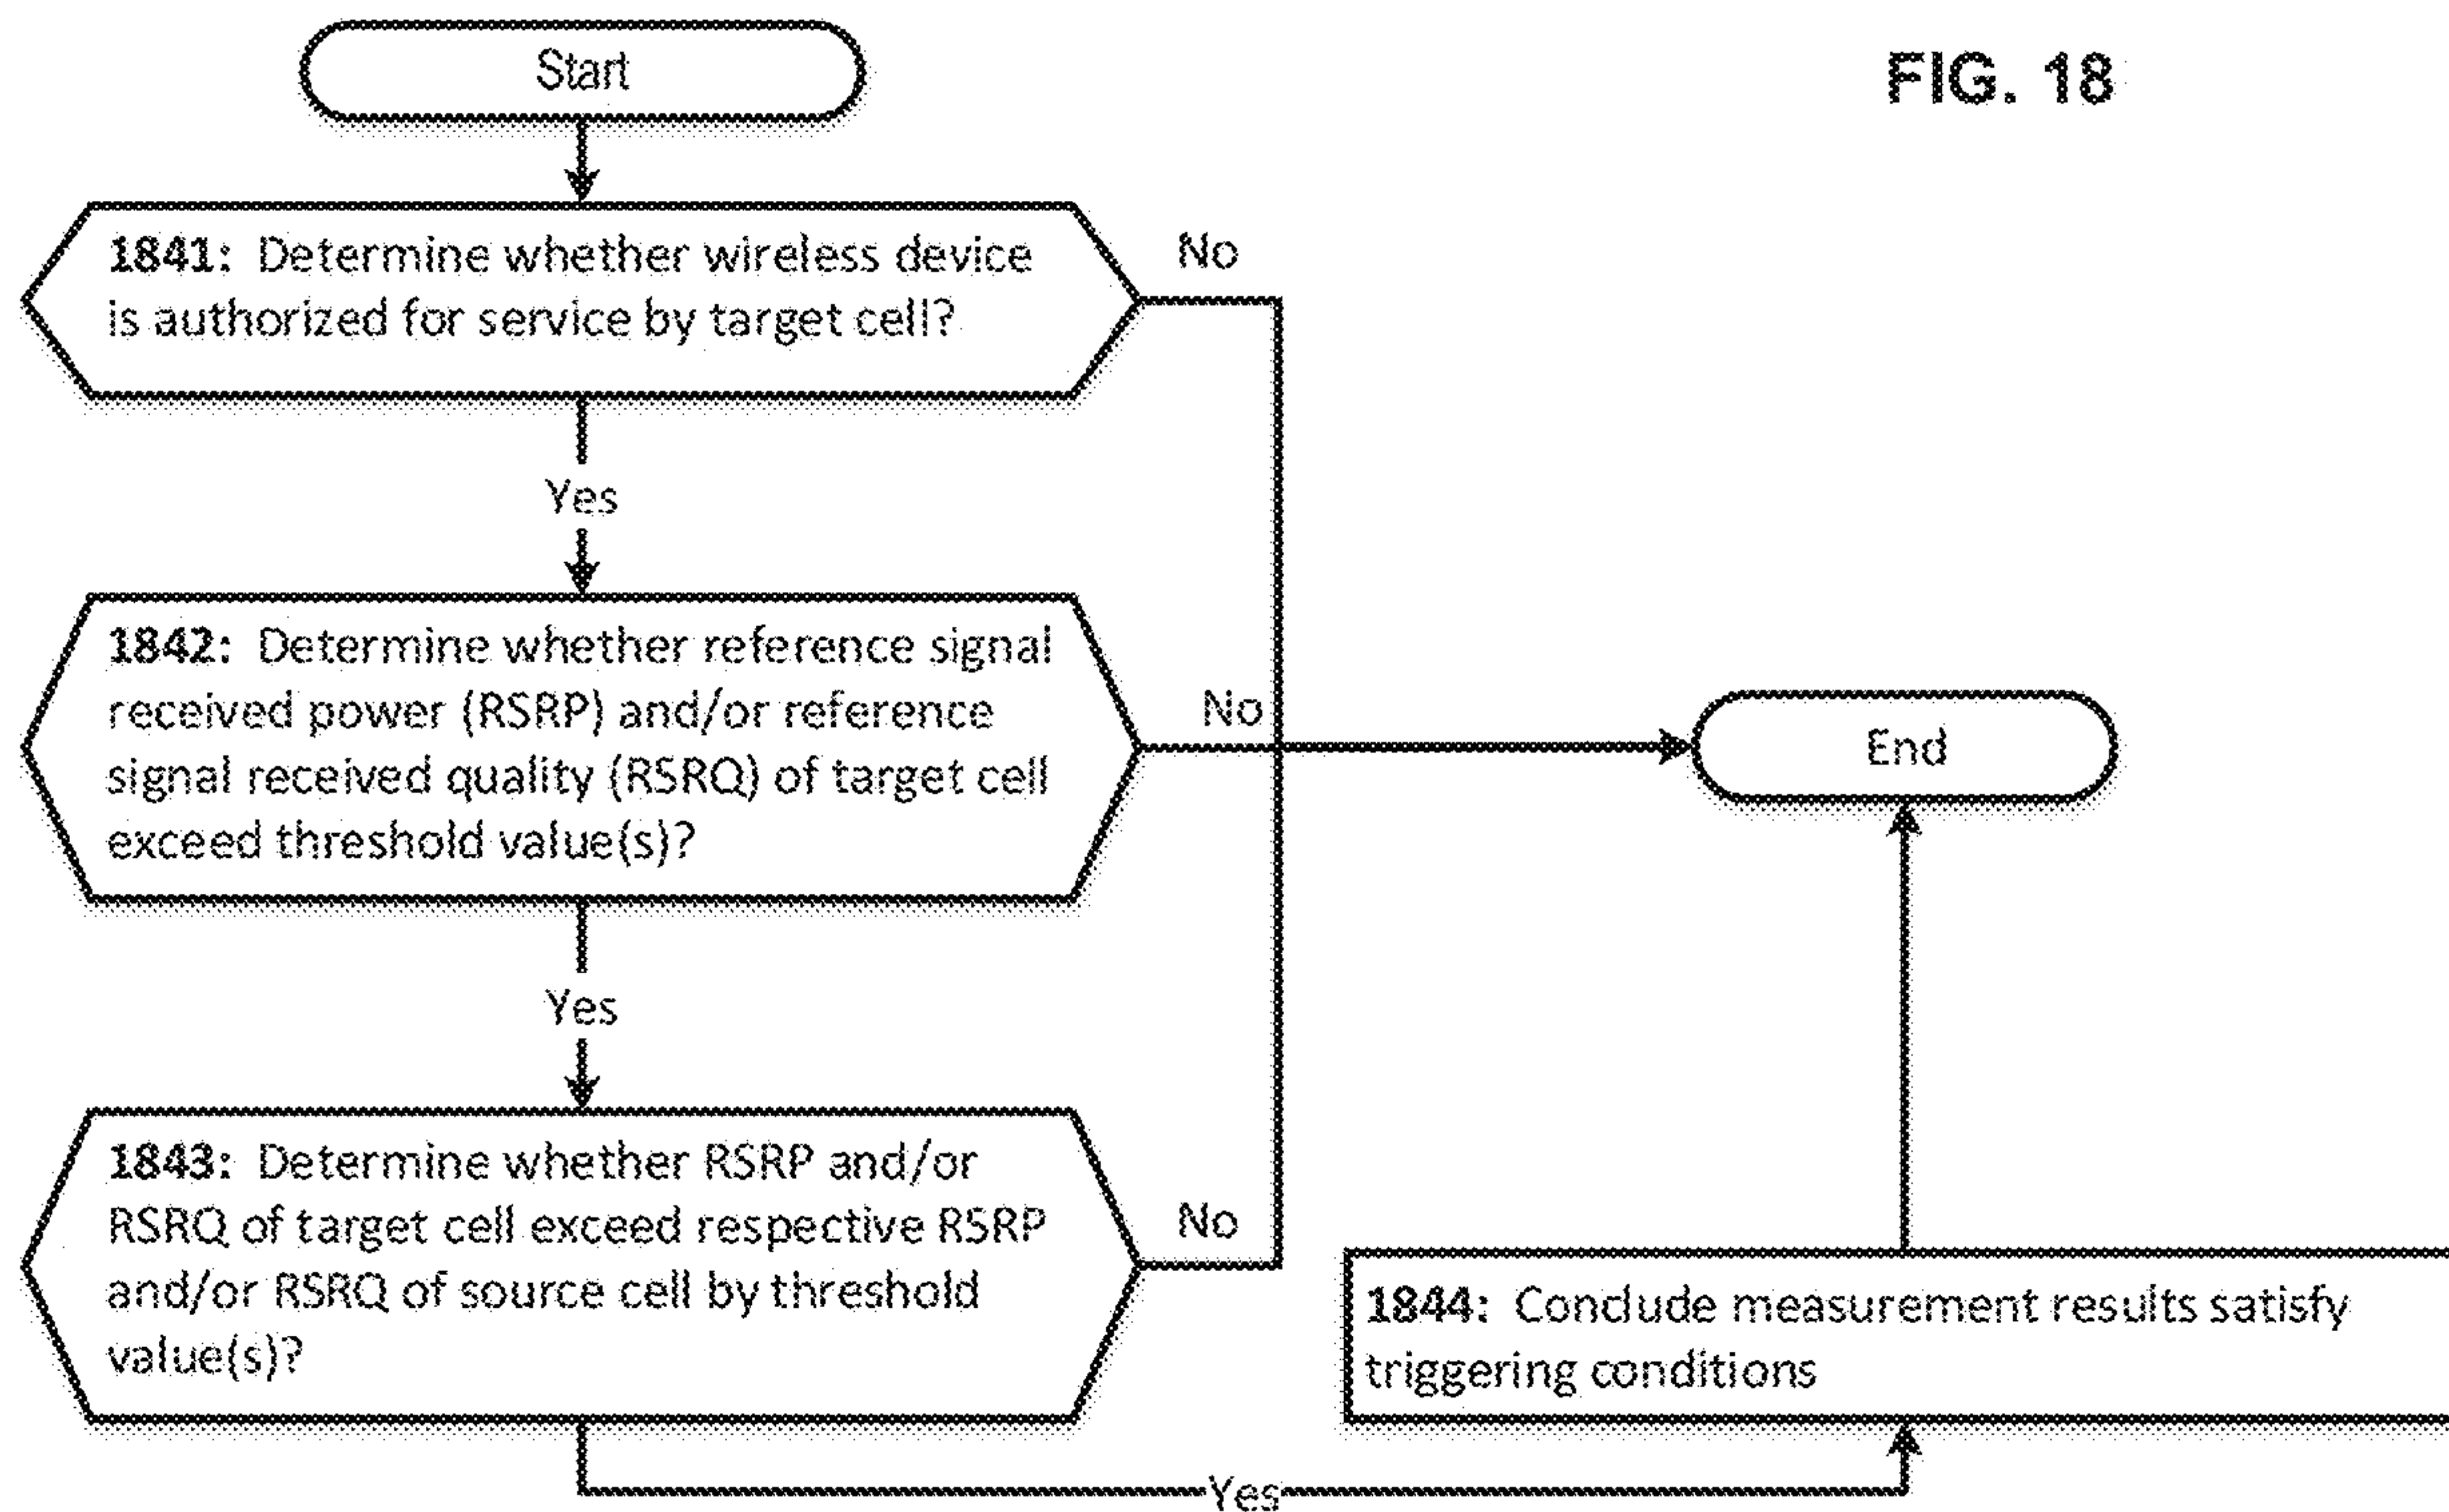 FIG. 18
Start
1841: Determine whether wireless device
is authorized for service by target cell?
No
Yes
1842: Determine whether reference signal
received power (RSRP) and/or reference
signal received quality (RSRQ) of target cell
exceed threshold value(s)?
No
End
Yes
1843: Determine whether RSRP and/or
RSRQ of target cell exceed respective RSRP
and/or RSRQ of source cell by threshold
value(s)?
No
1844: Conclude measurement results satisfy
triggering conditions
Yes